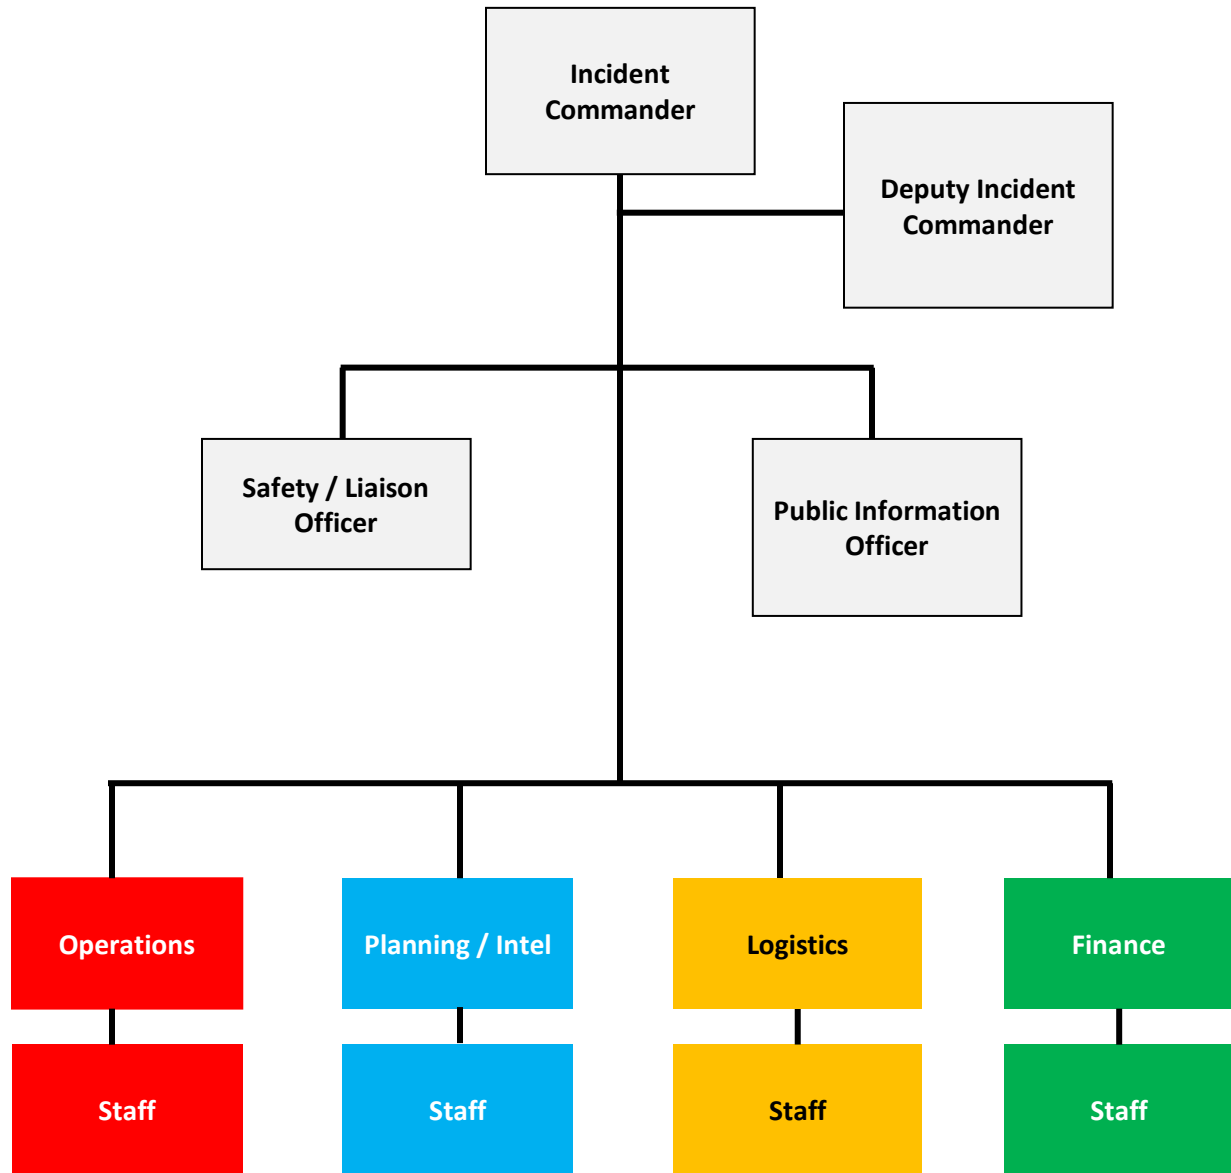 Incident
Commander
Deputy Incident
Commander
Safety / Liaison
Officer
Public Information
Officer
Operations
Planning / Intel
Logistics
Finance
Staff
Staff
Staff
Staff